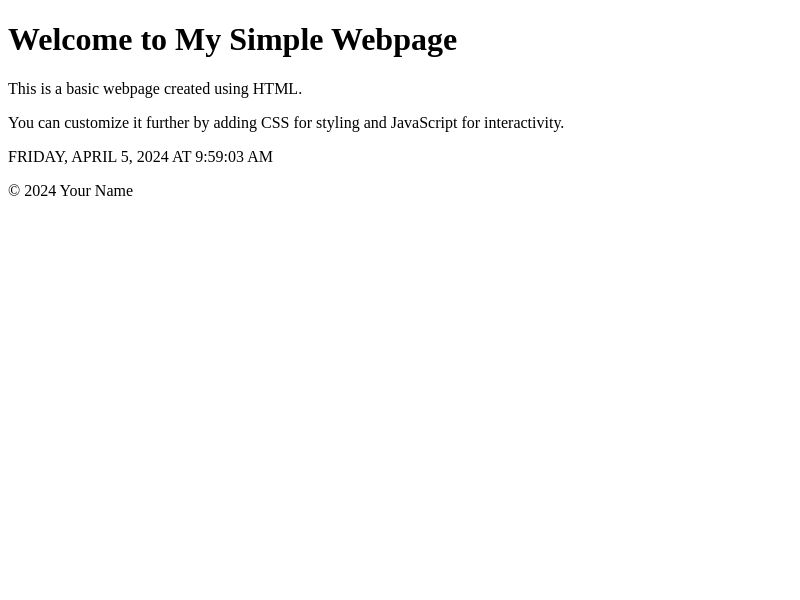 Welcome to My Simple Webpage
This is a basic webpage created using HTML.
You can customize it further by adding CSS for styling and JavaScript for interactivity.
FRIDAY, APRIL 5, 2024 AT 9:59:03 AM
© 2024 Your Name